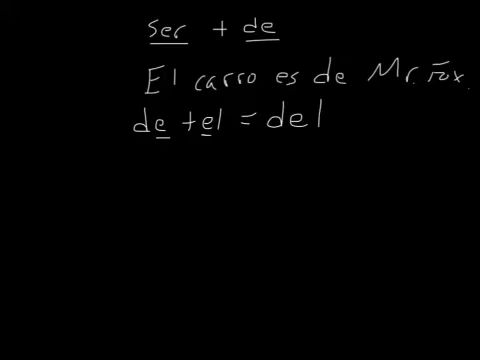 ser + de
El carro es de Mr. Fox.
de + el = del